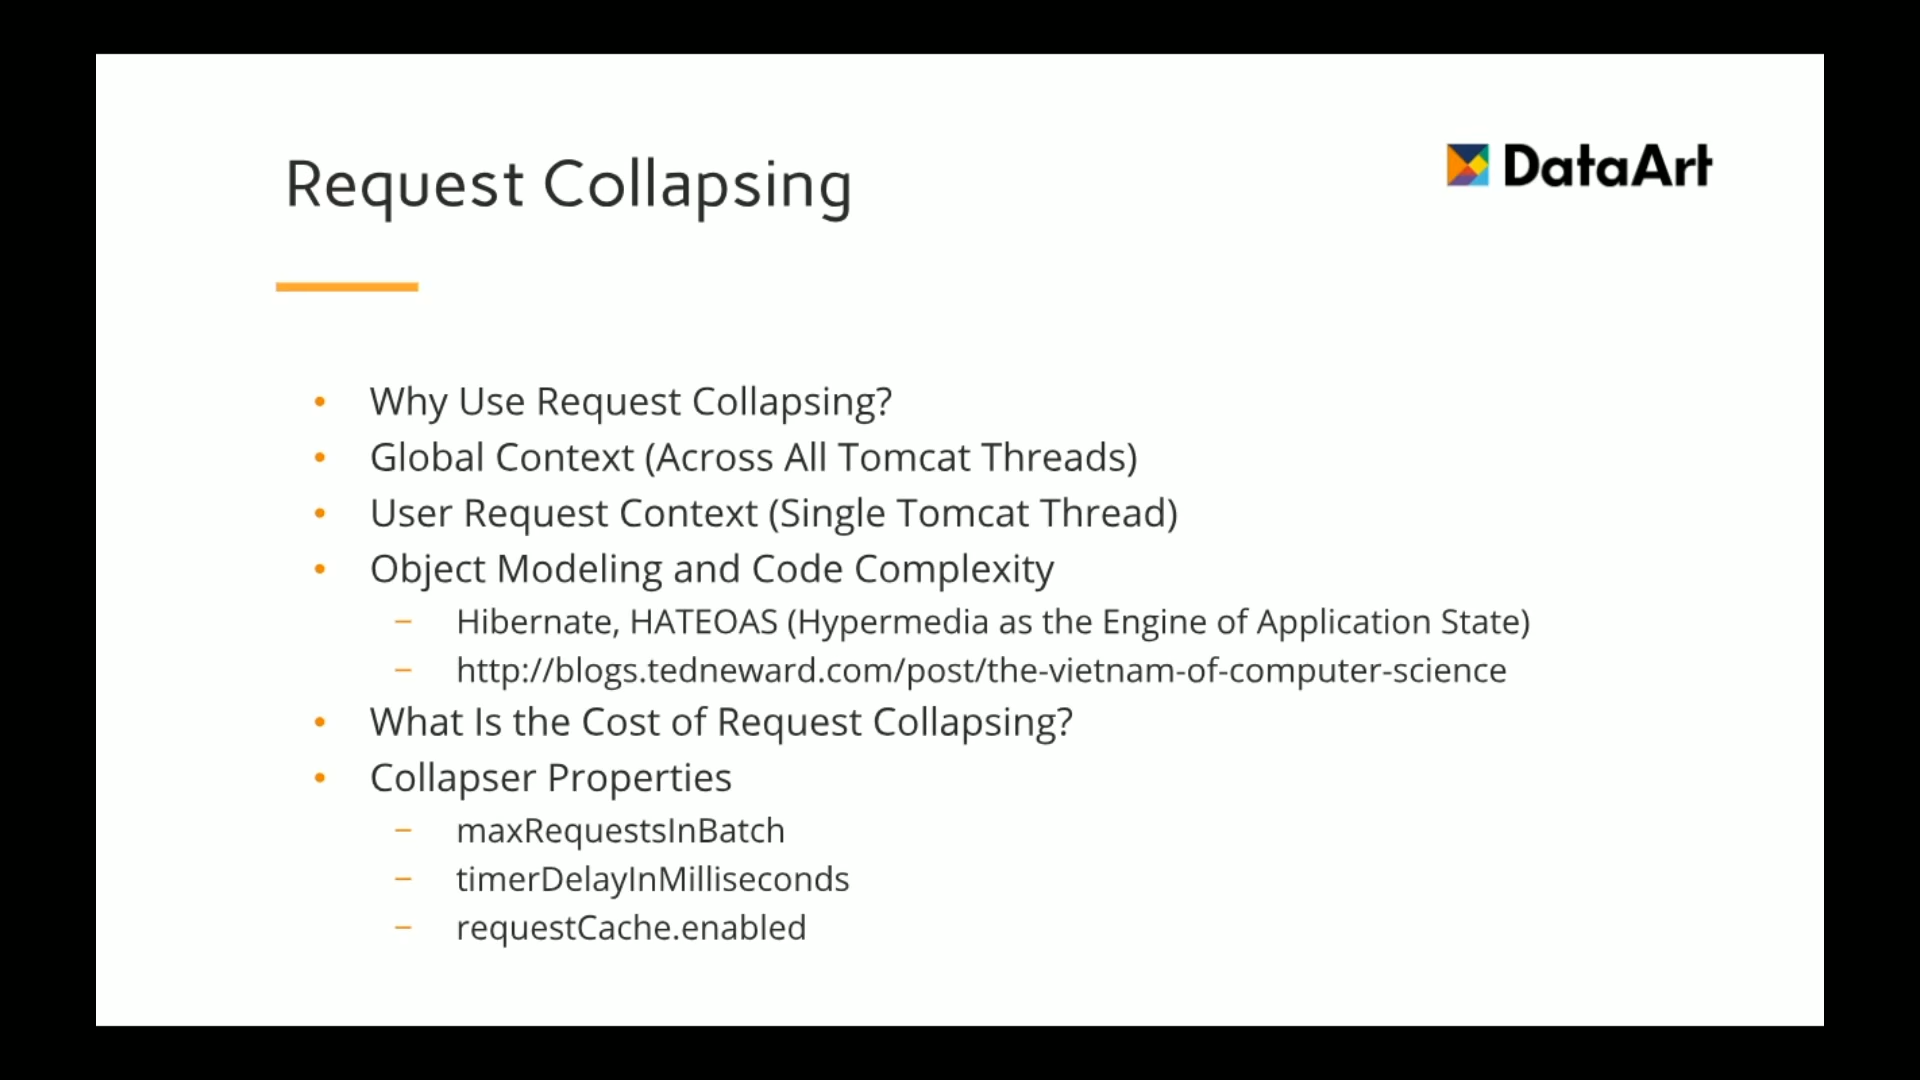 Request Collapsing
DataArt
• Why Use Request Collapsing?
• Global Context (Across All Tomcat Threads)
• User Request Context (Single Tomcat Thread)
• Object Modeling and Code Complexity
– Hibernate, HATEOAS (Hypermedia as the Engine of Application State)
– http://blogs.tedneward.com/post/the-vietnam-of-computer-science
• What Is the Cost of Request Collapsing?
• Collapser Properties
– maxRequestsInBatch
– timerDelayInMilliseconds
– requestCache.enabled